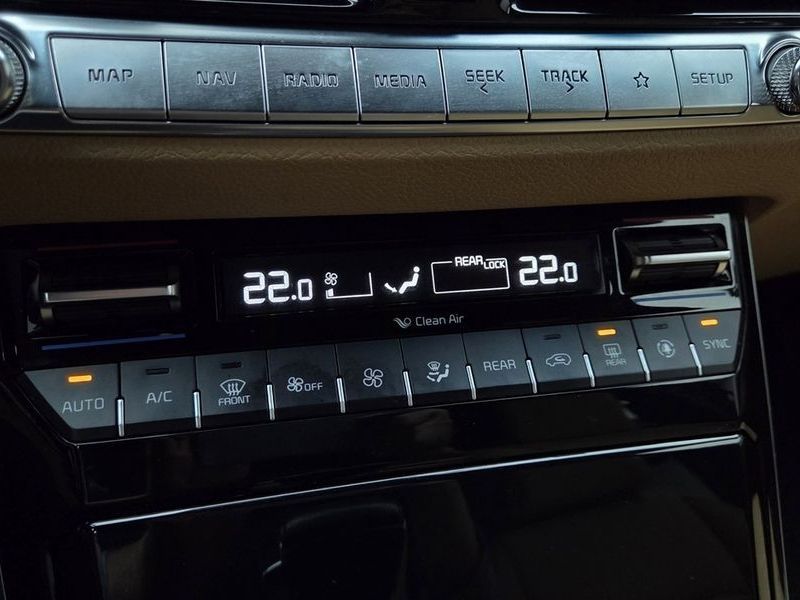 MAP NAV RADIO MEDIA SEEK < TRACK > SETUP
22.0 REAR LOCK 22.0
Clean Air
AUTO A/C FRONT OFF REAR REAR SYNC